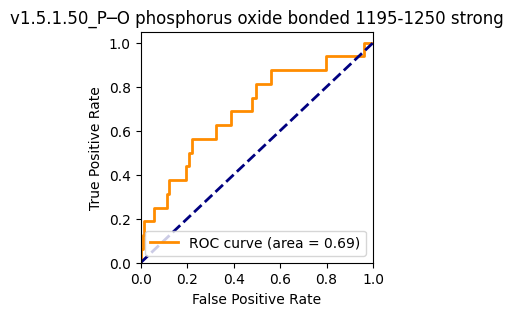 v1.5.1.50_P─O phosphorus oxide bonded 1195-1250 strong
1.0
0.8
0.6
0.4
0.2
0.0
True Positive Rate
ROC curve (area = 0.69)
0.0 0.2 0.4 0.6 0.8 1.0
False Positive Rate